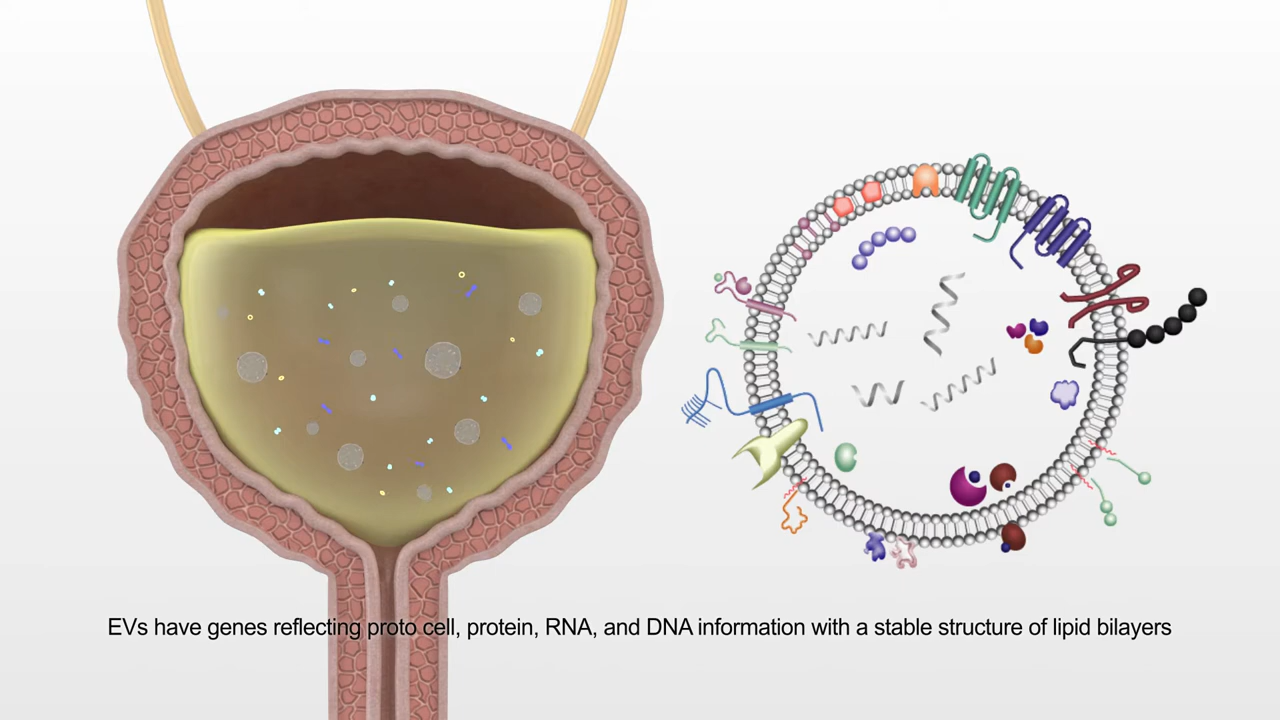 EVs have genes reflecting proto cell, protein, RNA, and DNA information with a stable structure of lipid bilayers